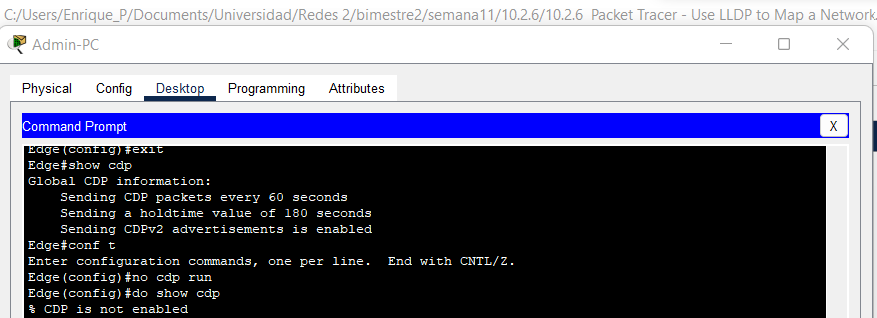 C:/Users/Enrique_P/Documents/Universidad/Redes 2/bimestre2/semana11/10.2.6/10.2.6 Packet Tracer - Use LLDP to Map a Network.
Admin-PC
Physical Config Desktop Programming Attributes
Command Prompt X
Edge(config)#exit
Edge#show cdp
Global CDP information:
    Sending CDP packets every 60 seconds
    Sending a holdtime value of 180 seconds
    Sending CDPv2 advertisements is enabled
Edge#conf t
Enter configuration commands, one per line.  End with CNTL/Z.
Edge(config)#no cdp run
Edge(config)#do show cdp
% CDP is not enabled